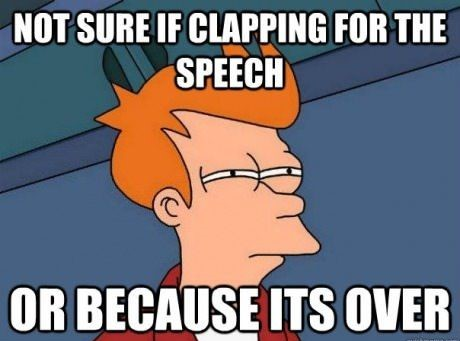 NOT SURE IF CLAPPING FOR THE
SPEECH
OR BECAUSE ITS OVER